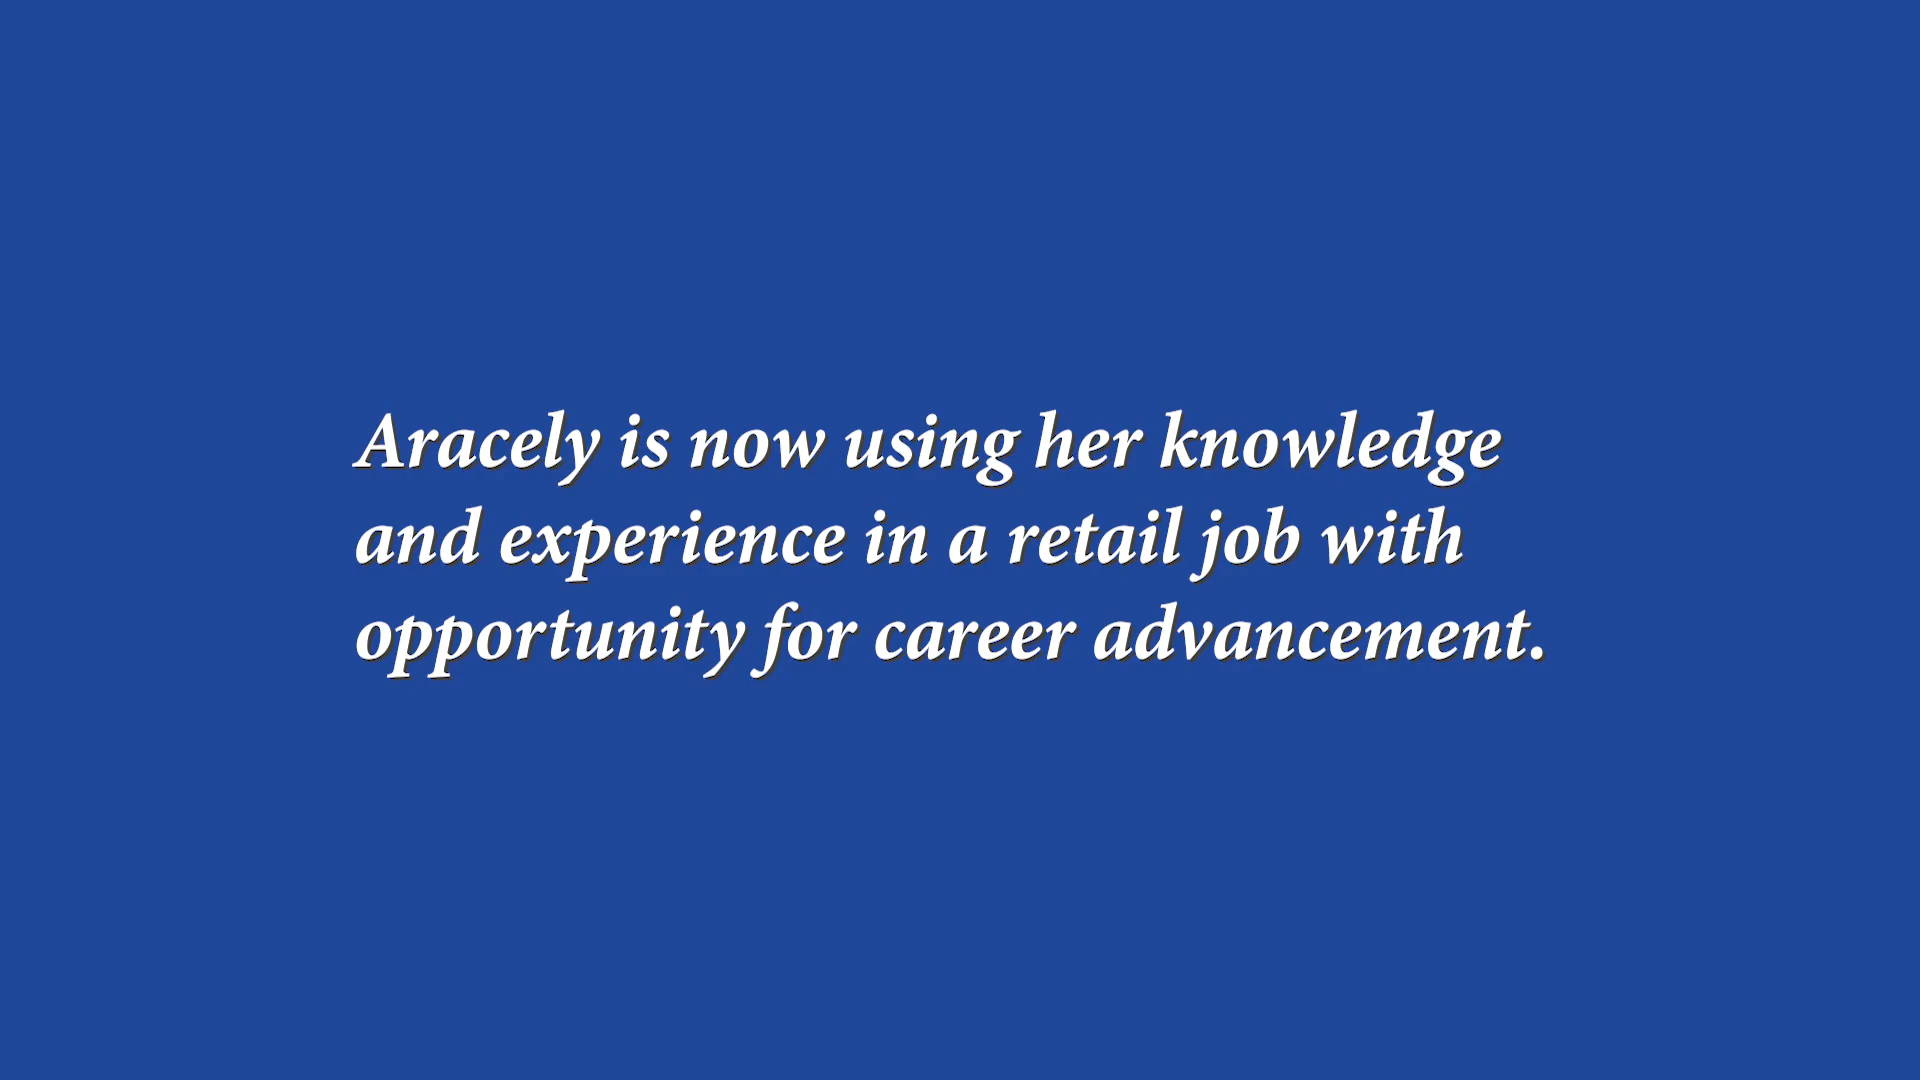 Aracely is now using her knowledge
and experience in a retail job with
opportunity for career advancement.